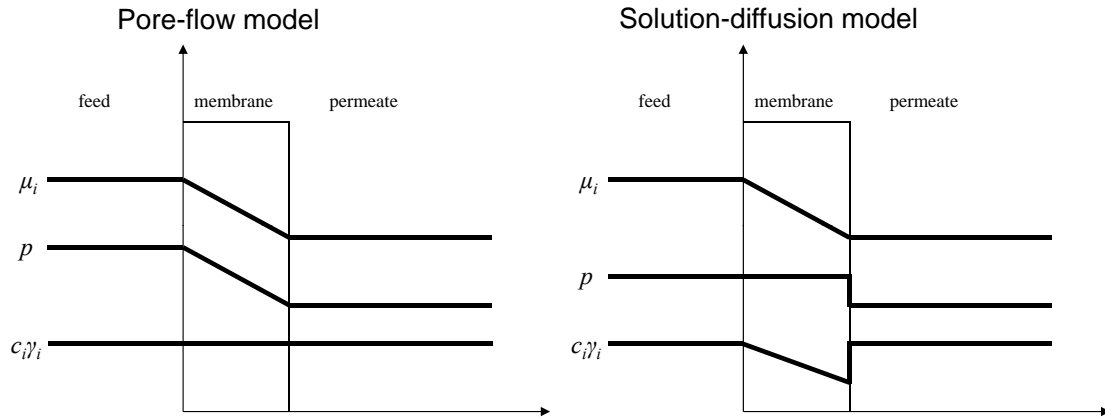 Pore-flow model
feed membrane permeate
μᵢ
p
cᵢγᵢ
Solution-diffusion model
feed membrane permeate
μᵢ
p
cᵢγᵢ